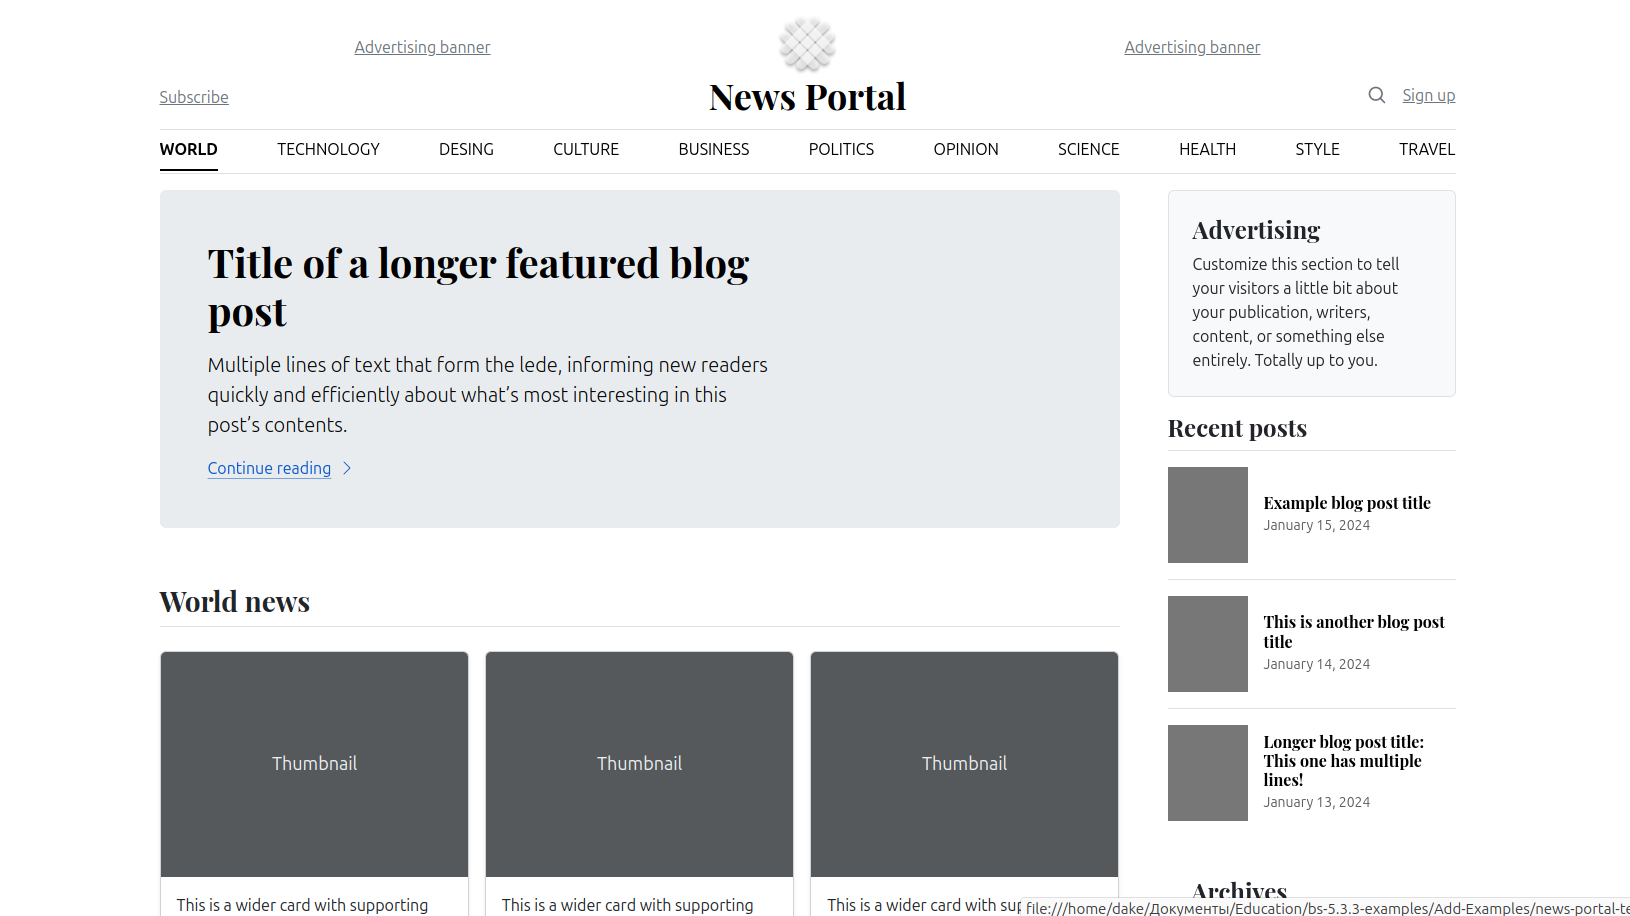 Advertising banner
Advertising banner
Subscribe
News Portal
Sign up
WORLD
TECHNOLOGY
DESING
CULTURE
BUSINESS
POLITICS
OPINION
SCIENCE
HEALTH
STYLE
TRAVEL
Title of a longer featured blog
post
Multiple lines of text that form the lede, informing new readers
quickly and efficiently about what’s most interesting in this
post’s contents.
Continue reading
World news
Thumbnail
This is a wider card with supporting
Thumbnail
This is a wider card with supporting
Thumbnail
This is a wider card with
Advertising
Customize this section to tell
your visitors a little bit about
your publication, writers,
content, or something else
entirely. Totally up to you.
Recent posts
Example blog post title
January 15, 2024
This is another blog post
title
January 14, 2024
Longer blog post title:
This one has multiple
lines!
January 13, 2024
Archives
file:///home/dake/Документы/Education/bs-5.3.3-examples/Add-Examples/news-portal-te